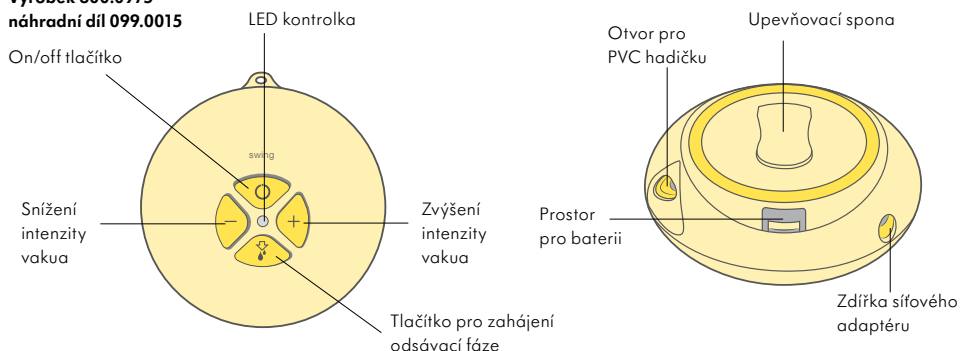 náhradní díl 099.0015
LED kontrolka
On/off tlačítko
swing
Snížení
intenzity
vakua
Zvýšení
intenzity
vakua
Tlačítko pro zahájení
odsávací fáze
Upevňovací spona
Otvor pro
PVC hadičku
Prostor
pro baterii
Zdířka síťového
adaptéru